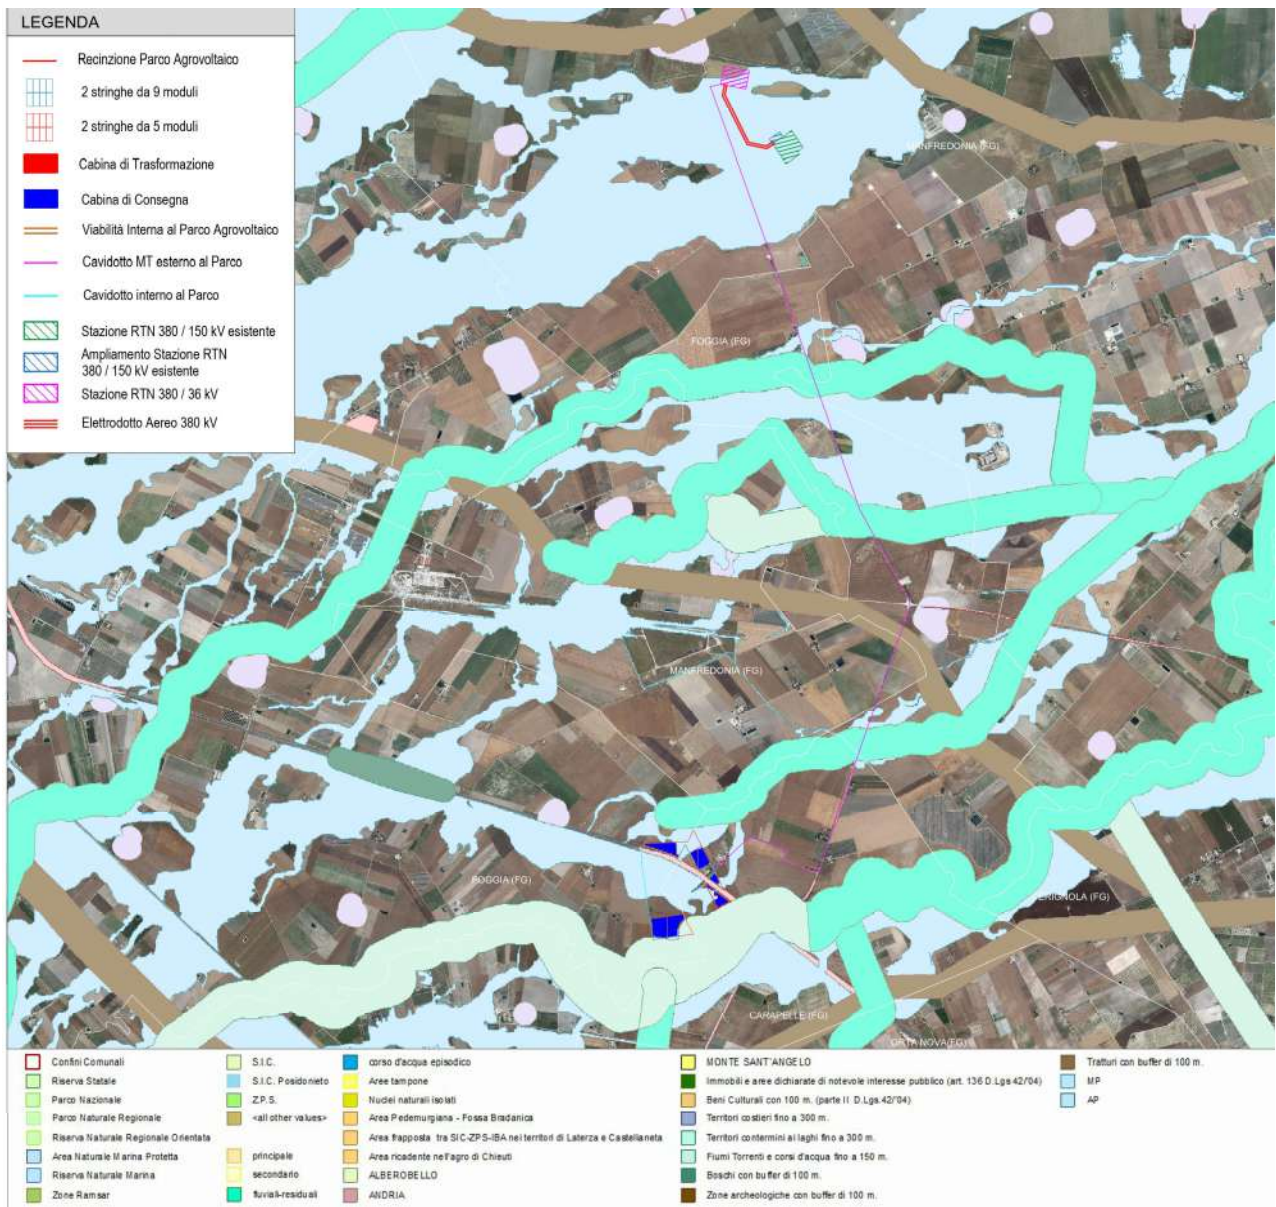 LEGENDA
Recinzione Parco Agrovoltaico
2 stringhe da 9 moduli
2 stringhe da 5 moduli
Cabina di Trasformazione
Cabina di Consegna
Viabilità Interna al Parco Agrovoltaico
Cavidotto MT esterno al Parco
Cavidotto interno al Parco
Stazione RTN 380 / 150 kV esistente
Ampliamento Stazione RTN
380 / 150 kV esistente
Stazione RTN 380 / 36 kV
Elettrodotto Aereo 380 kV
MANFREDONIA (FG)
FOGGIA (FG)
MANFREDONIA (FG)
FOGGIA (FG)
ERIGNOLA (FG)
CARAPELLE (FG)
ORTA NOVA (FG)
Confini Comunali
Riserva Statale
Parco Nazionale
Parco Naturale Regionale
Riserva Naturale Regionale Orientata
Area Naturale Marina Protetta
Riserva Naturale Marina
Zone Ramsar
S.I.C.
S.I.C. Posidonieto
Z.P.S.
<all other values>
principale
secondario
fluviali-residuali
corso d'acqua episodico
Aree tampone
Nuclei naturali isolati
Area Pedemurgiana - Fossa Bradanica
Area frapposta tra SIC-ZPS-IBA nei territori di Laterza e Castellaneta
Area ricadente nell'agro di Chieuti
ALBEROBELLO
ANDRIA
MONTE SANT'ANGELO
Immobili e aree dichiarate di notevole interesse pubblico (art. 136 D.Lgs 42/'04)
Beni Culturali con 100 m. (parte II D.Lgs. 42/'04)
Territori costieri fino a 300 m.
Territori contermini ai laghi fino a 300 m.
Fiumi Torrenti e corsi d'acqua fino a 150 m.
Boschi con buffer di 100 m.
Zone archeologiche con buffer di 100 m.
Tratturi con buffer di 100 m.
MP
AP